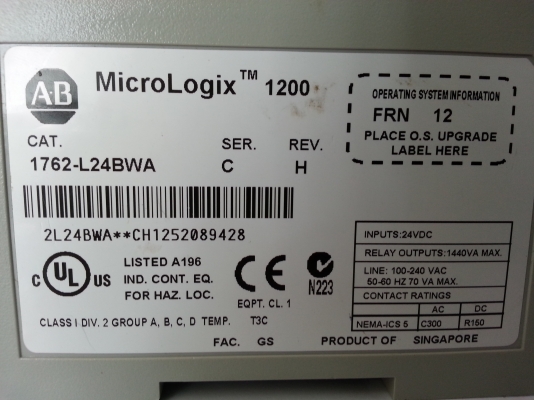 AB MicroLogix™ 1200
OPERATING SYSTEM INFORMATION
FRN 12
PLACE O.S. UPGRADE
LABEL HERE
CAT. SER. REV.
1762-L24BWA C H
2L24BWA**CH1252089428
C UL US
LISTED A196
IND. CONT. EQ.
FOR HAZ. LOC.
CE
EQPT. CL. 1
N223
CLASS I DIV. 2 GROUP A, B, C, D TEMP. T3C
FAC. GS
INPUTS:24VDC
RELAY OUTPUTS:1440VA MAX.
LINE: 100-240 VAC
50-60 HZ 70 VA MAX.
CONTACT RATINGS
AC DC
NEMA-ICS 5 C300 R150
PRODUCT OF SINGAPORE